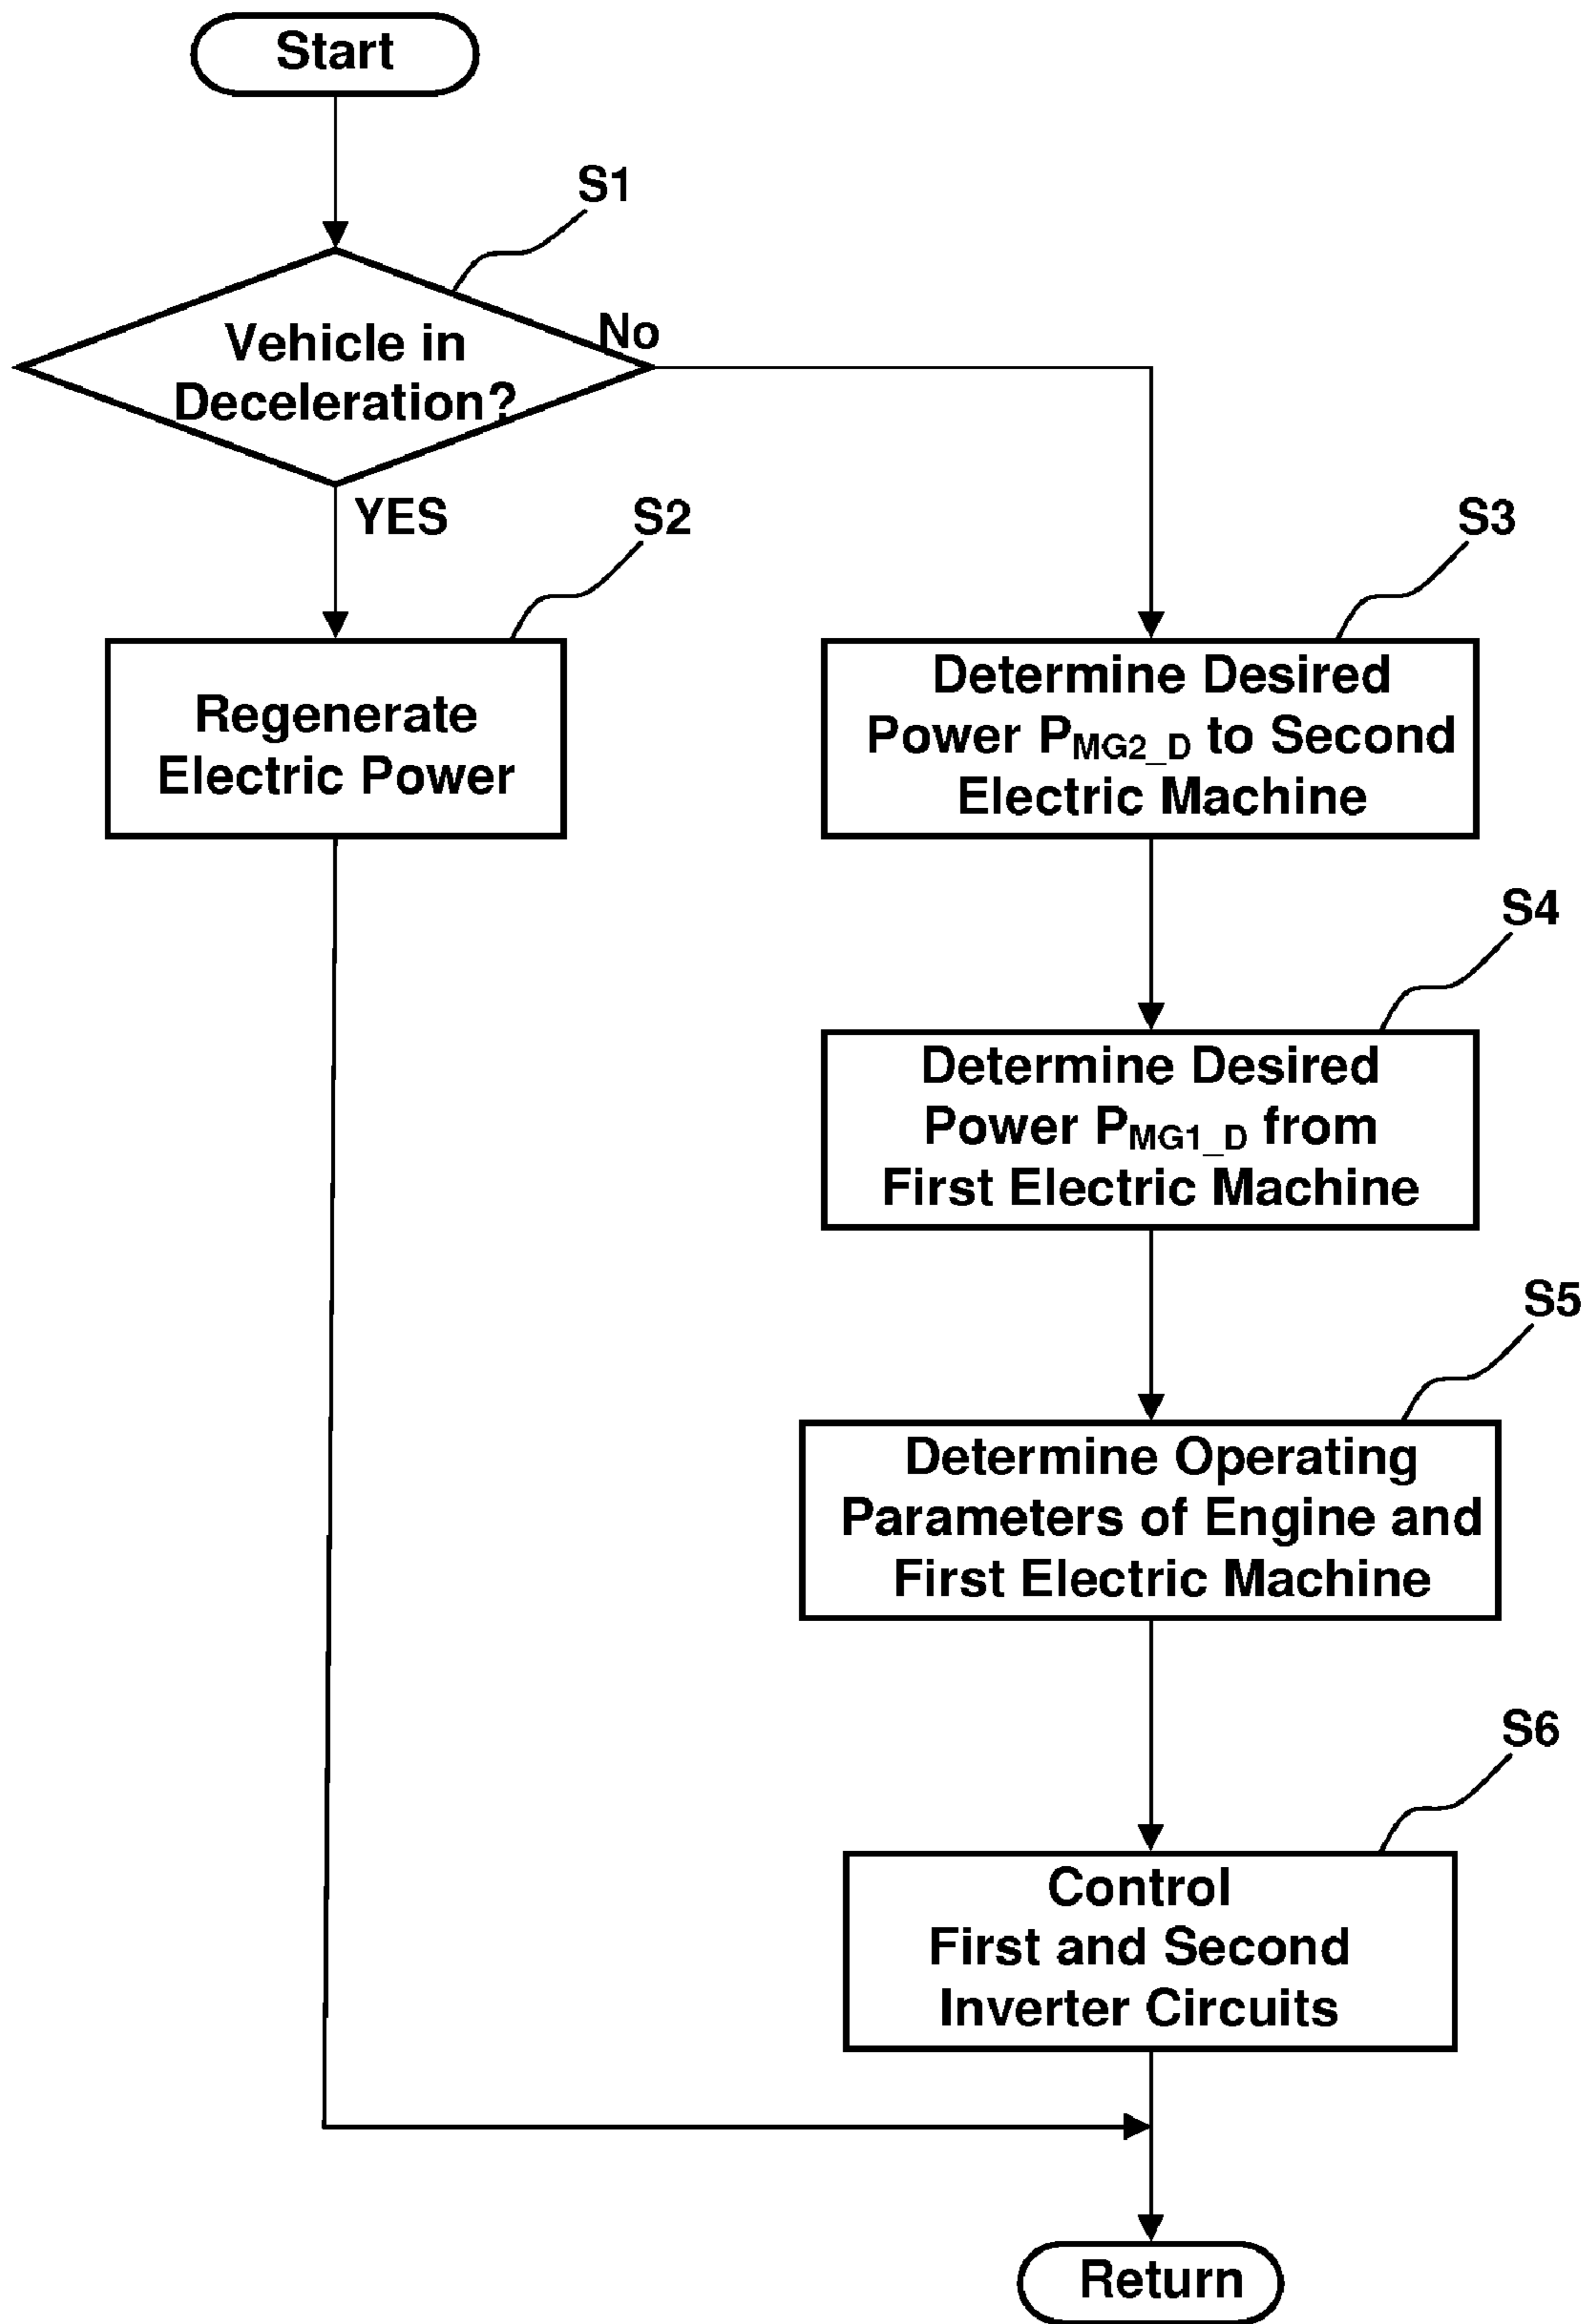 Start
S1
No
Vehicle in
Deceleration?
YES
S2
S3
Regenerate
Electric Power
Determine Desired
Power PMG2_D to Second
Electric Machine
S4
Determine Desired
Power PMG1_D from
First Electric Machine
S5
Determine Operating
Parameters of Engine and
First Electric Machine
S6
Control
First and Second
Inverter Circuits
Return